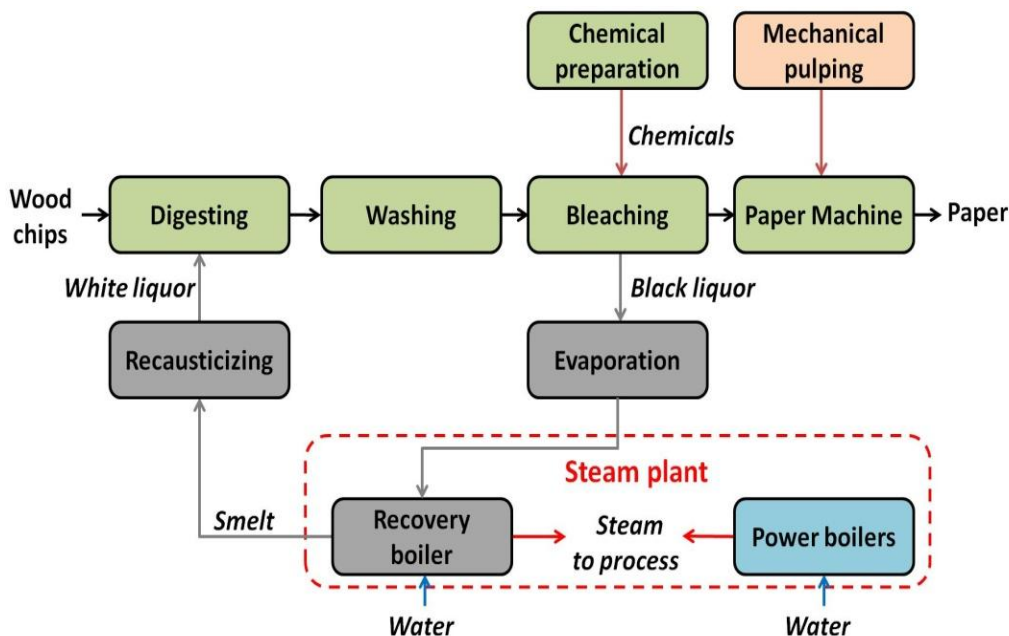 Chemical
preparation
Mechanical
pulping
Chemicals
Wood
chips
Digesting
Washing
Bleaching
Paper Machine
Paper
White liquor
Black liquor
Recausticizing
Evaporation
Steam plant
Smelt
Recovery
boiler
Steam
to process
Power boilers
Water
Water